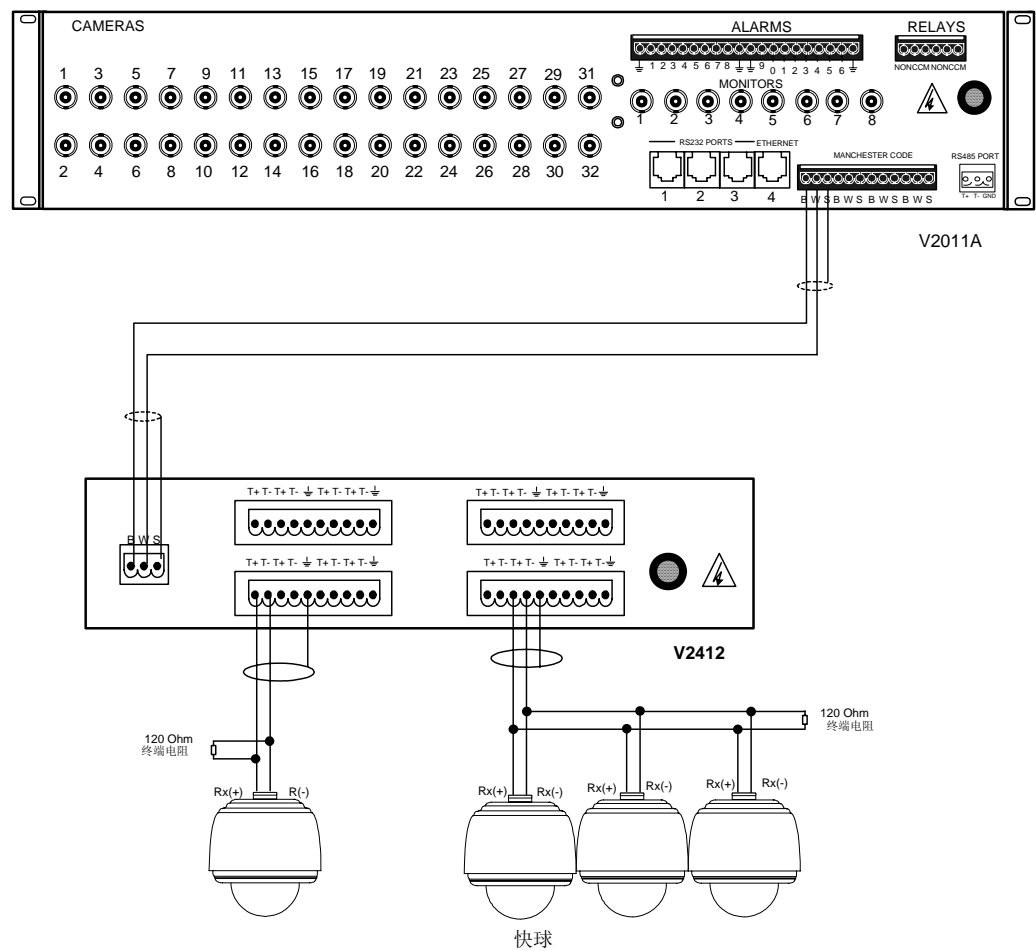 CAMERAS
ALARMS
RELAYS
1 2 3 4 5 6 7 8 9 0 1 2 3 4 5 6
NONCCM NONCCM
1 3 5 7 9 11 13 15 17 19 21 23 25 27 29 31
MONITORS
1 2 3 4 5 6 7 8
2 4 6 8 10 12 14 16 18 20 22 24 26 28 30 32
RS232 PORTS
ETHERNET
1 2 3 4
MANCHESTER CODE
B W S B W S B W S B W S
RS485 PORT
T+ T- GND
V2011A
B W S
T+ T- T+ T- T+ T- T+ T-
T+ T- T+ T- T+ T- T+ T-
T+ T- T+ T- T+ T- T+ T-
T+ T- T+ T- T+ T- T+ T-
V2412
120 Ohm
终端电阻
120 Ohm
终端电阻
Rx(+) R(-)
Rx(+) Rx(-)
Rx(+) Rx(-)
Rx(+) Rx(-)
快球